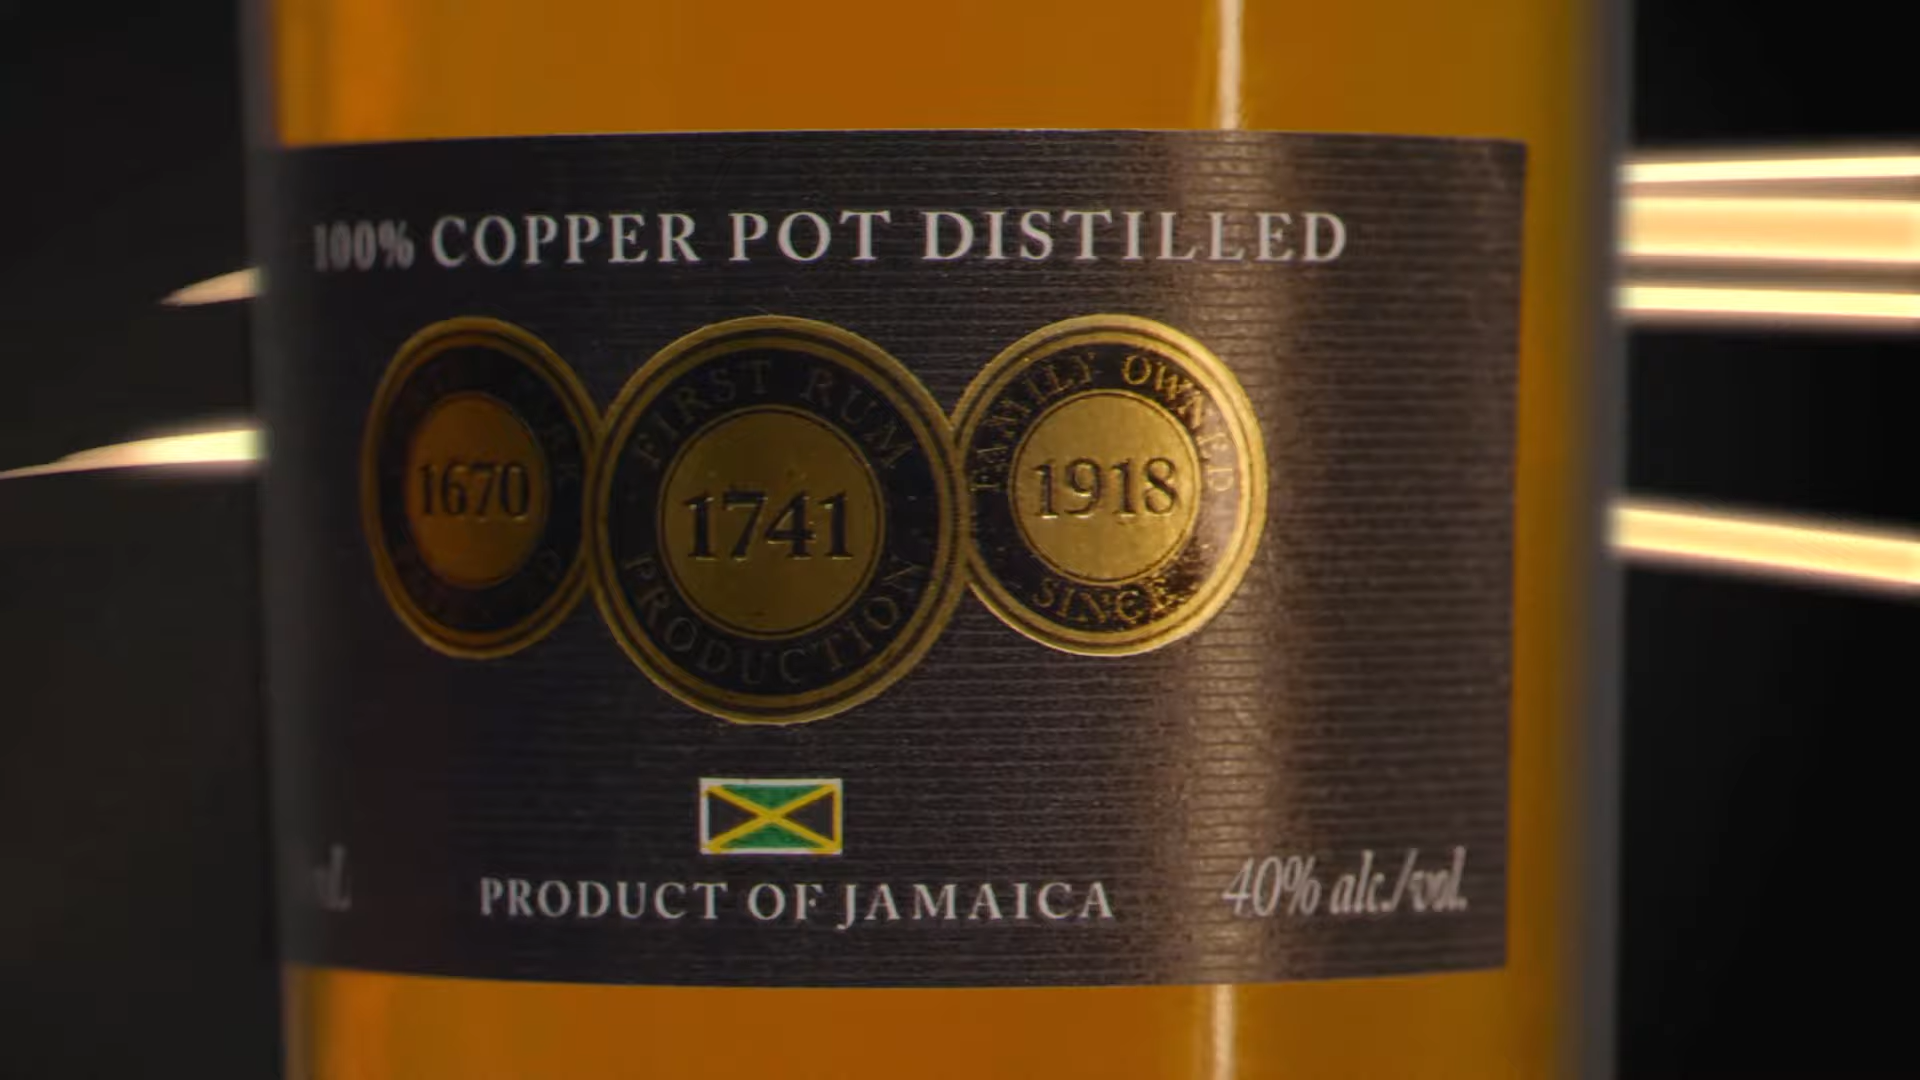 100% COPPER POT DISTILLED
1670
FIRST RUM
1741
PRODUCTION
FAMILY OWNED
1918
SINCE
PRODUCT OF JAMAICA
40% alc./vol.